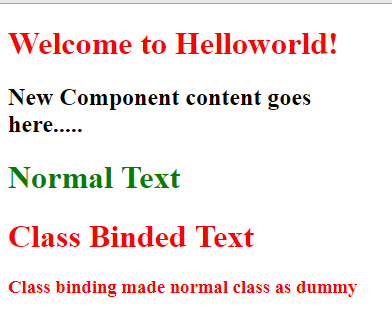 Welcome to Helloworld!
New Component content goes
here.....
Normal Text
Class Binded Text
Class binding made normal class as dummy